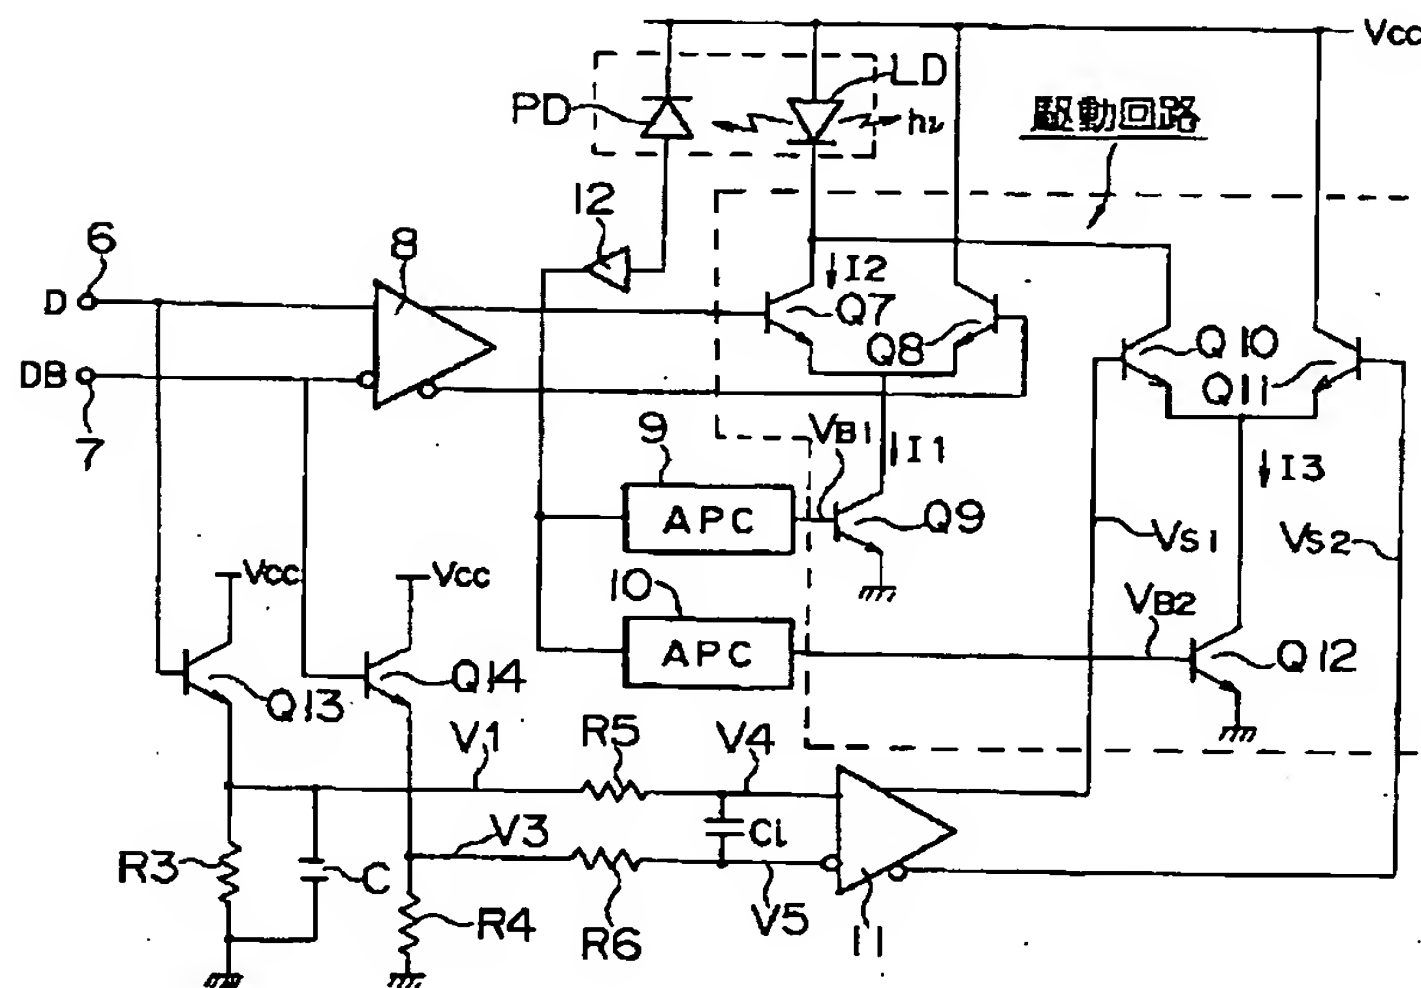 Vcc
LD
PD
hν
駆動回路
12
6
8
I2
D
Q7
Q8
Q10
Q11
DB
7
9
VB1
I1
I3
APC
Q9
VS1
VS2
Vcc
Vcc
10
VB2
APC
Q12
Q13
Q14
V1
R5
V4
R3
C
V3
Ci
R4
R6
V5
11